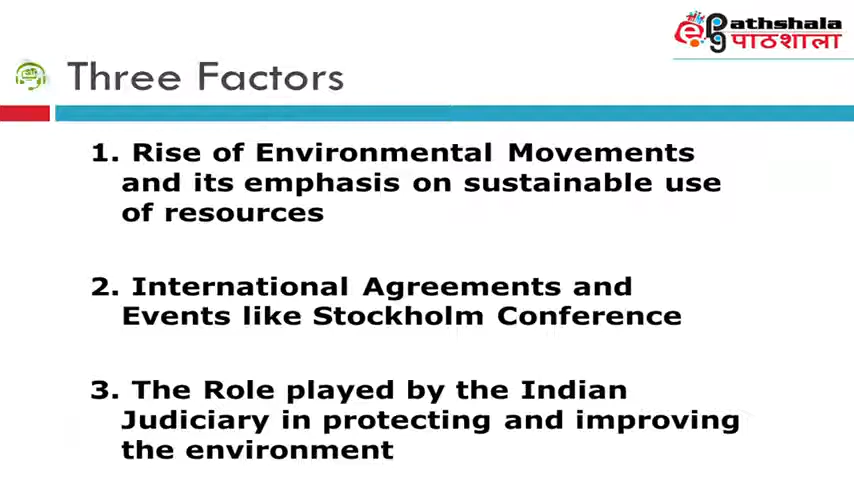 ePathshala
पाठशाला
Three Factors
1. Rise of Environmental Movements
and its emphasis on sustainable use
of resources
2. International Agreements and
Events like Stockholm Conference
3. The Role played by the Indian
Judiciary in protecting and improving
the environment